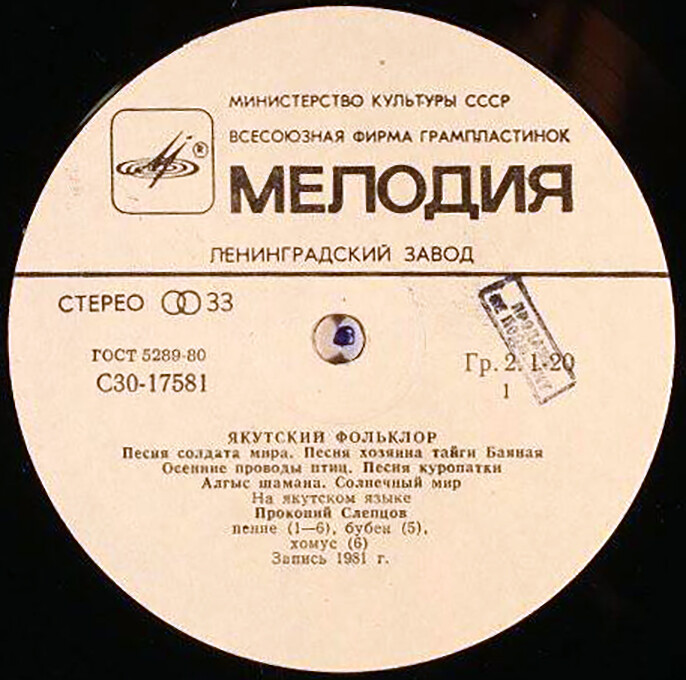 МИНИСТЕРСТВО КУЛЬТУРЫ СССР
ВСЕСОЮЗНАЯ ФИРМА ГРАМПЛАСТИНОК
®
МЕЛОДИЯ
ЛЕНИНГРАДСКИЙ ЗАВОД
СТЕРЕО 33
ГОСТ 5289-80
С30-17581
Гр. 2. 1-20
1
ЯКУТСКИЙ ФОЛЬКЛОР
Песня солдата мира. Песня хозяина тайги Баяная
Осенние проводы птиц. Песня куропатки
Алгыс шамана. Солнечный мир
На якутском языке
Прокопий Слепцов
пение (1—6), бубен (5),
хомус (6)
Запись 1981 г.